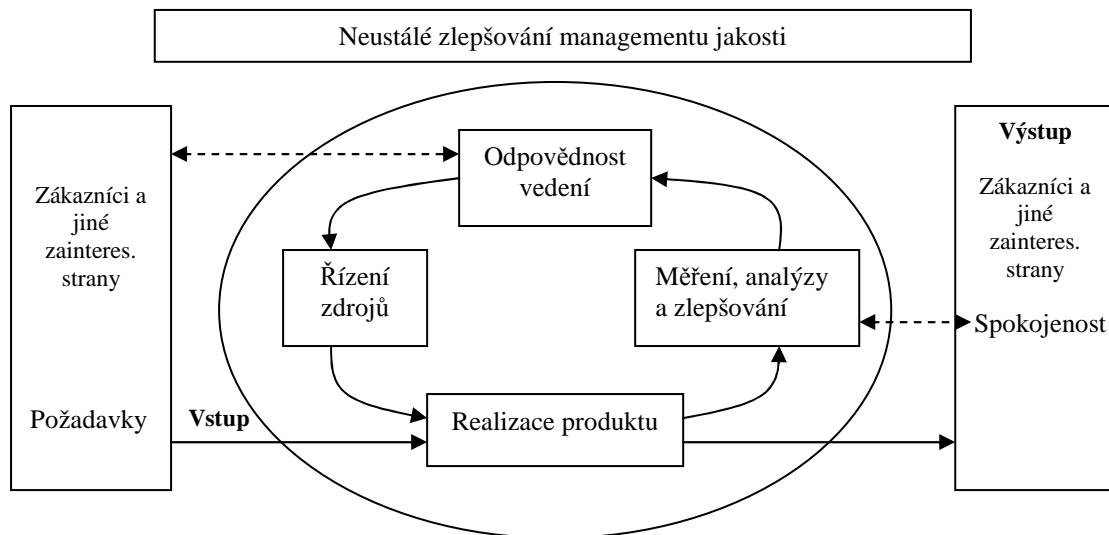 Neustálé zlepšování managementu jakosti
Zákazníci a
jiné
zainteres.
strany
Požadavky
Vstup
Odpovědnost
vedení
Řízení
zdrojů
Měření, analýzy
a zlepšování
Realizace produktu
Výstup
Zákazníci a
jiné
zainteres.
strany
Spokojenost